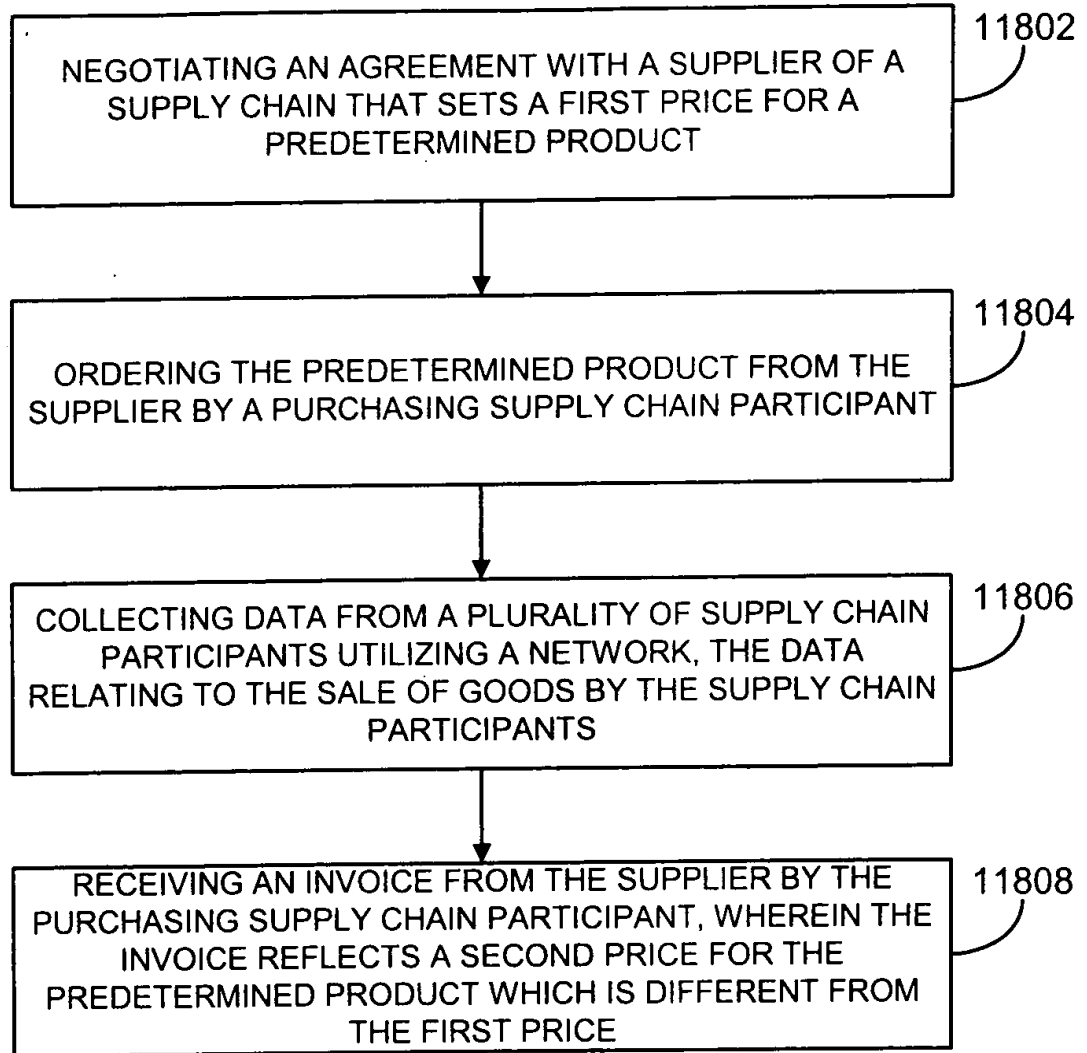 11802
NEGOTIATING AN AGREEMENT WITH A SUPPLIER OF A
SUPPLY CHAIN THAT SETS A FIRST PRICE FOR A
PREDETERMINED PRODUCT
11804
ORDERING THE PREDETERMINED PRODUCT FROM THE
SUPPLIER BY A PURCHASING SUPPLY CHAIN PARTICIPANT
11806
COLLECTING DATA FROM A PLURALITY OF SUPPLY CHAIN
PARTICIPANTS UTILIZING A NETWORK, THE DATA
RELATING TO THE SALE OF GOODS BY THE SUPPLY CHAIN
PARTICIPANTS
11808
RECEIVING AN INVOICE FROM THE SUPPLIER BY THE
PURCHASING SUPPLY CHAIN PARTICIPANT, WHEREIN THE
INVOICE REFLECTS A SECOND PRICE FOR THE
PREDETERMINED PRODUCT WHICH IS DIFFERENT FROM
THE FIRST PRICE